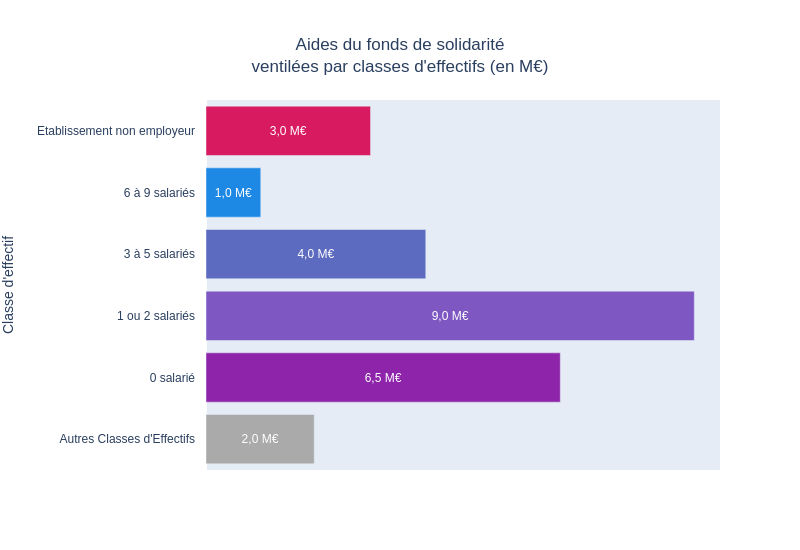 Aides du fonds de solidarité
ventilées par classes d'effectifs (en M€)
Classe d'effectif
Etablissement non employeur
3,0 M€
6 à 9 salariés
1,0 M€
3 à 5 salariés
4,0 M€
1 ou 2 salariés
9,0 M€
0 salarié
6,5 M€
Autres Classes d'Effectifs
2,0 M€